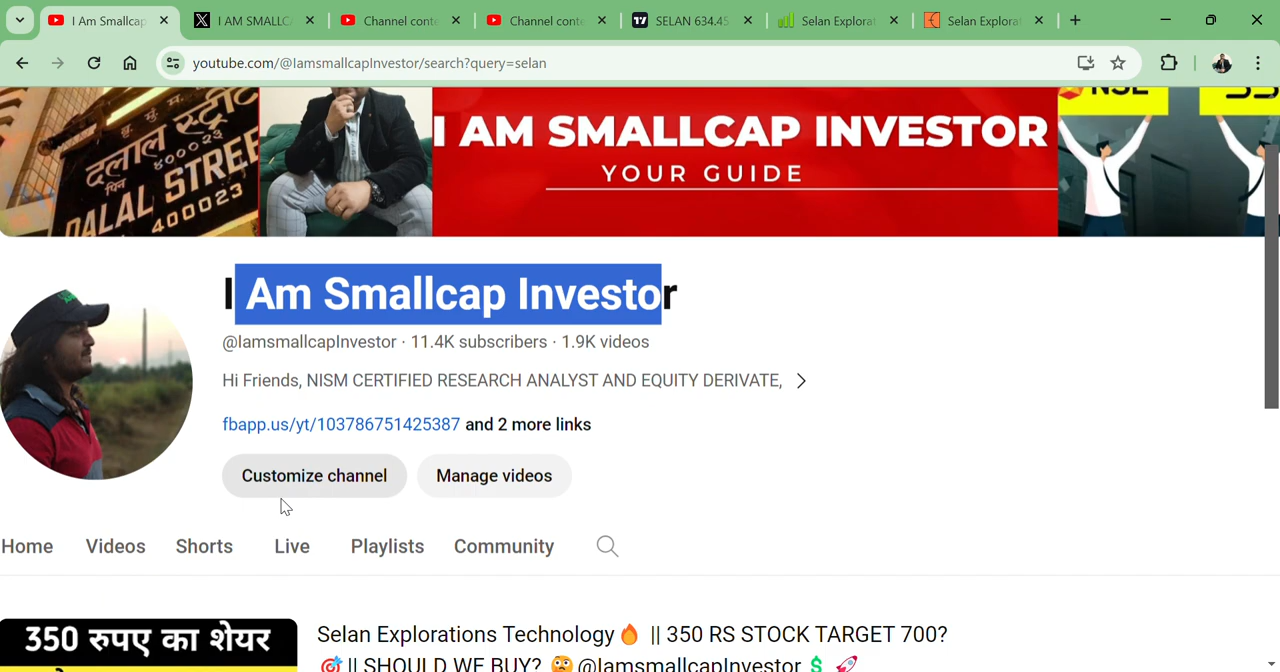 I Am Smallcap
I AM SMALLC
Channel conte
Channel conte
SELAN 634.45
Selan Explorat
Selan Explorat
youtube.com/@IamsmallcapInvestor/search?query=selan
दलाल स्ट्रीट
पिन ४०००२३
DALAL STREE
400023
I AM SMALLCAP INVESTOR
YOUR GUIDE
NSE
I Am Smallcap Investor
@IamsmallcapInvestor · 11.4K subscribers · 1.9K videos
Hi Friends, NISM CERTIFIED RESEARCH ANALYST AND EQUITY DERIVATE,
fbapp.us/yt/103786751425387 and 2 more links
Customize channel
Manage videos
Home Videos Shorts Live Playlists Community
350 रुपए का शेयर
Selan Explorations Technology🔥 || 350 RS STOCK TARGET 700?
🎯|| SHOULD WE BUY? 😨@IamsmallcapInvestor 💲 🚀